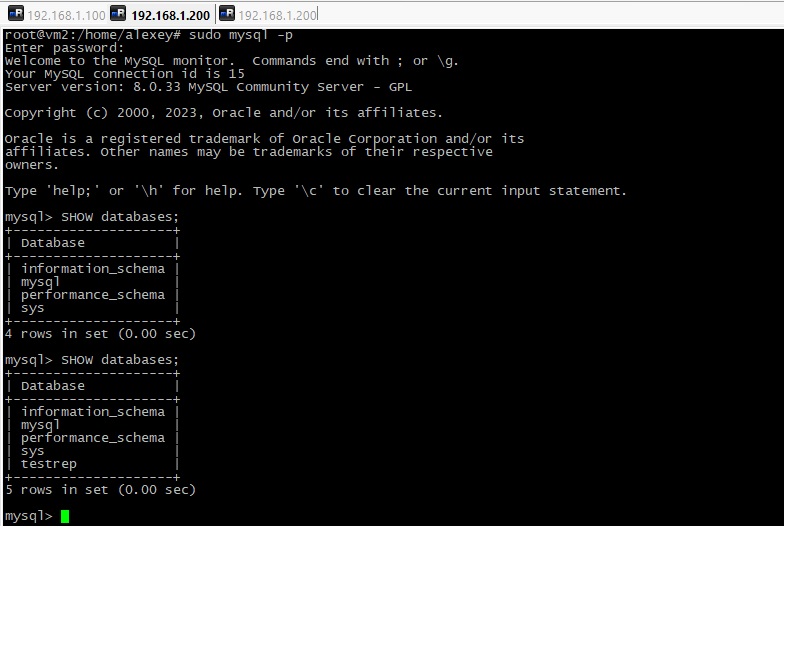 192.168.1.100 192.168.1.200 192.168.1.200
root@vm2:/home/alexey# sudo mysql -p
Enter password:
Welcome to the MySQL monitor.  Commands end with ; or \g.
Your MySQL connection id is 15
Server version: 8.0.33 MySQL Community Server - GPL
Copyright (c) 2000, 2023, Oracle and/or its affiliates.
Oracle is a registered trademark of Oracle Corporation and/or its
affiliates. Other names may be trademarks of their respective
owners.
Type 'help;' or '\h' for help. Type '\c' to clear the current input statement.
mysql> SHOW databases;
+--------------------+
| Database           |
+--------------------+
| information_schema |
| mysql              |
| performance_schema |
| sys                |
+--------------------+
4 rows in set (0.00 sec)
mysql> SHOW databases;
+--------------------+
| Database           |
+--------------------+
| information_schema |
| mysql              |
| performance_schema |
| sys                |
| testrep            |
+--------------------+
5 rows in set (0.00 sec)
mysql>